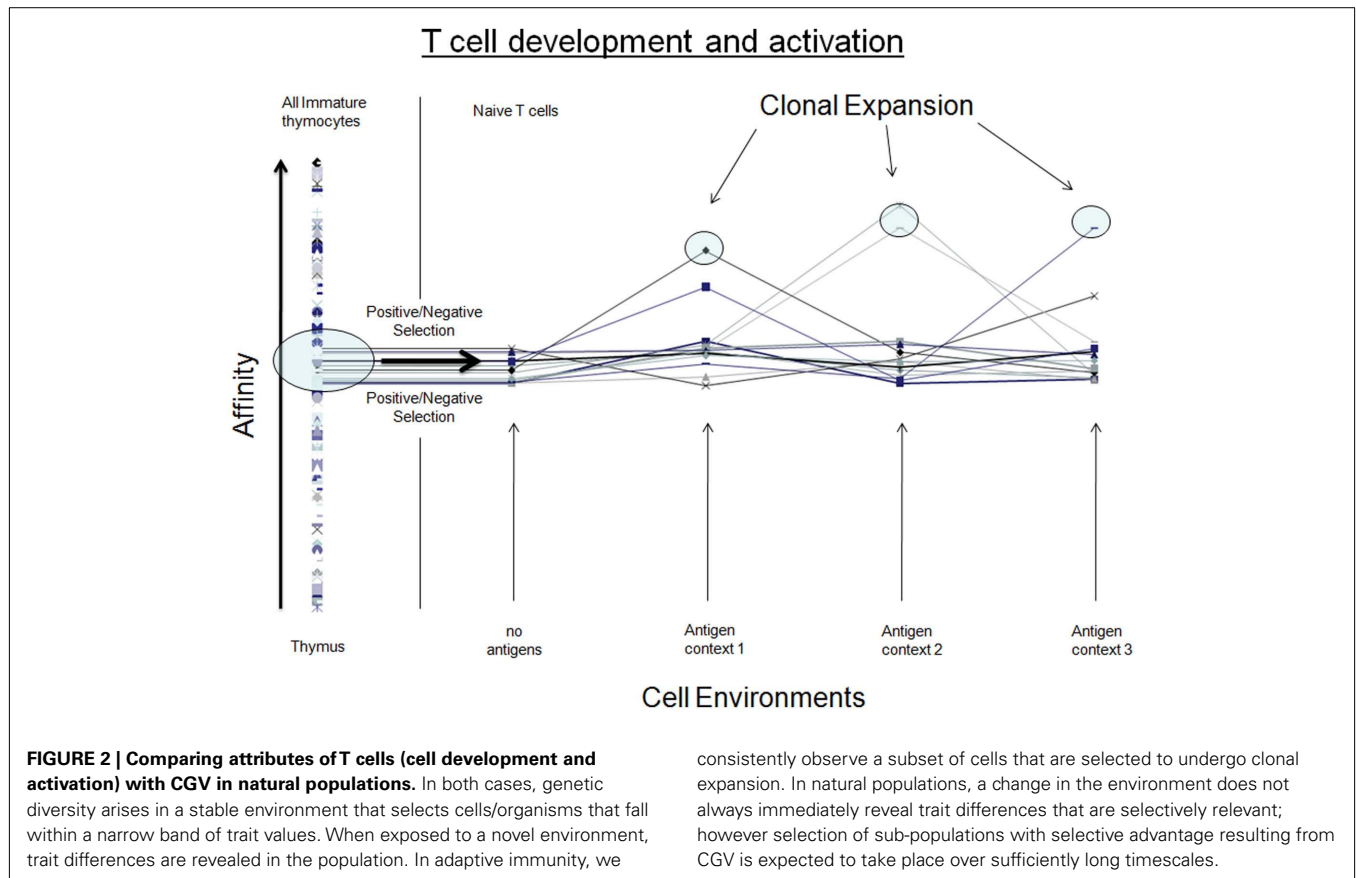 T cell development and activation
All Immature
thymocytes
Naive T cells
Clonal Expansion
Positive/Negative
Selection
Affinity
Positive/Negative
Selection
Thymus
no
antigens
Antigen
context 1
Antigen
context 2
Antigen
context 3
Cell Environments
FIGURE 2 | Comparing attributes of T cells (cell development and
activation) with CGV in natural populations. In both cases, genetic
diversity arises in a stable environment that selects cells/organisms that fall
within a narrow band of trait values. When exposed to a novel environment,
trait differences are revealed in the population. In adaptive immunity, we
consistently observe a subset of cells that are selected to undergo clonal
expansion. In natural populations, a change in the environment does not
always immediately reveal trait differences that are selectively relevant;
however selection of sub-populations with selective advantage resulting from
CGV is expected to take place over sufficiently long timescales.